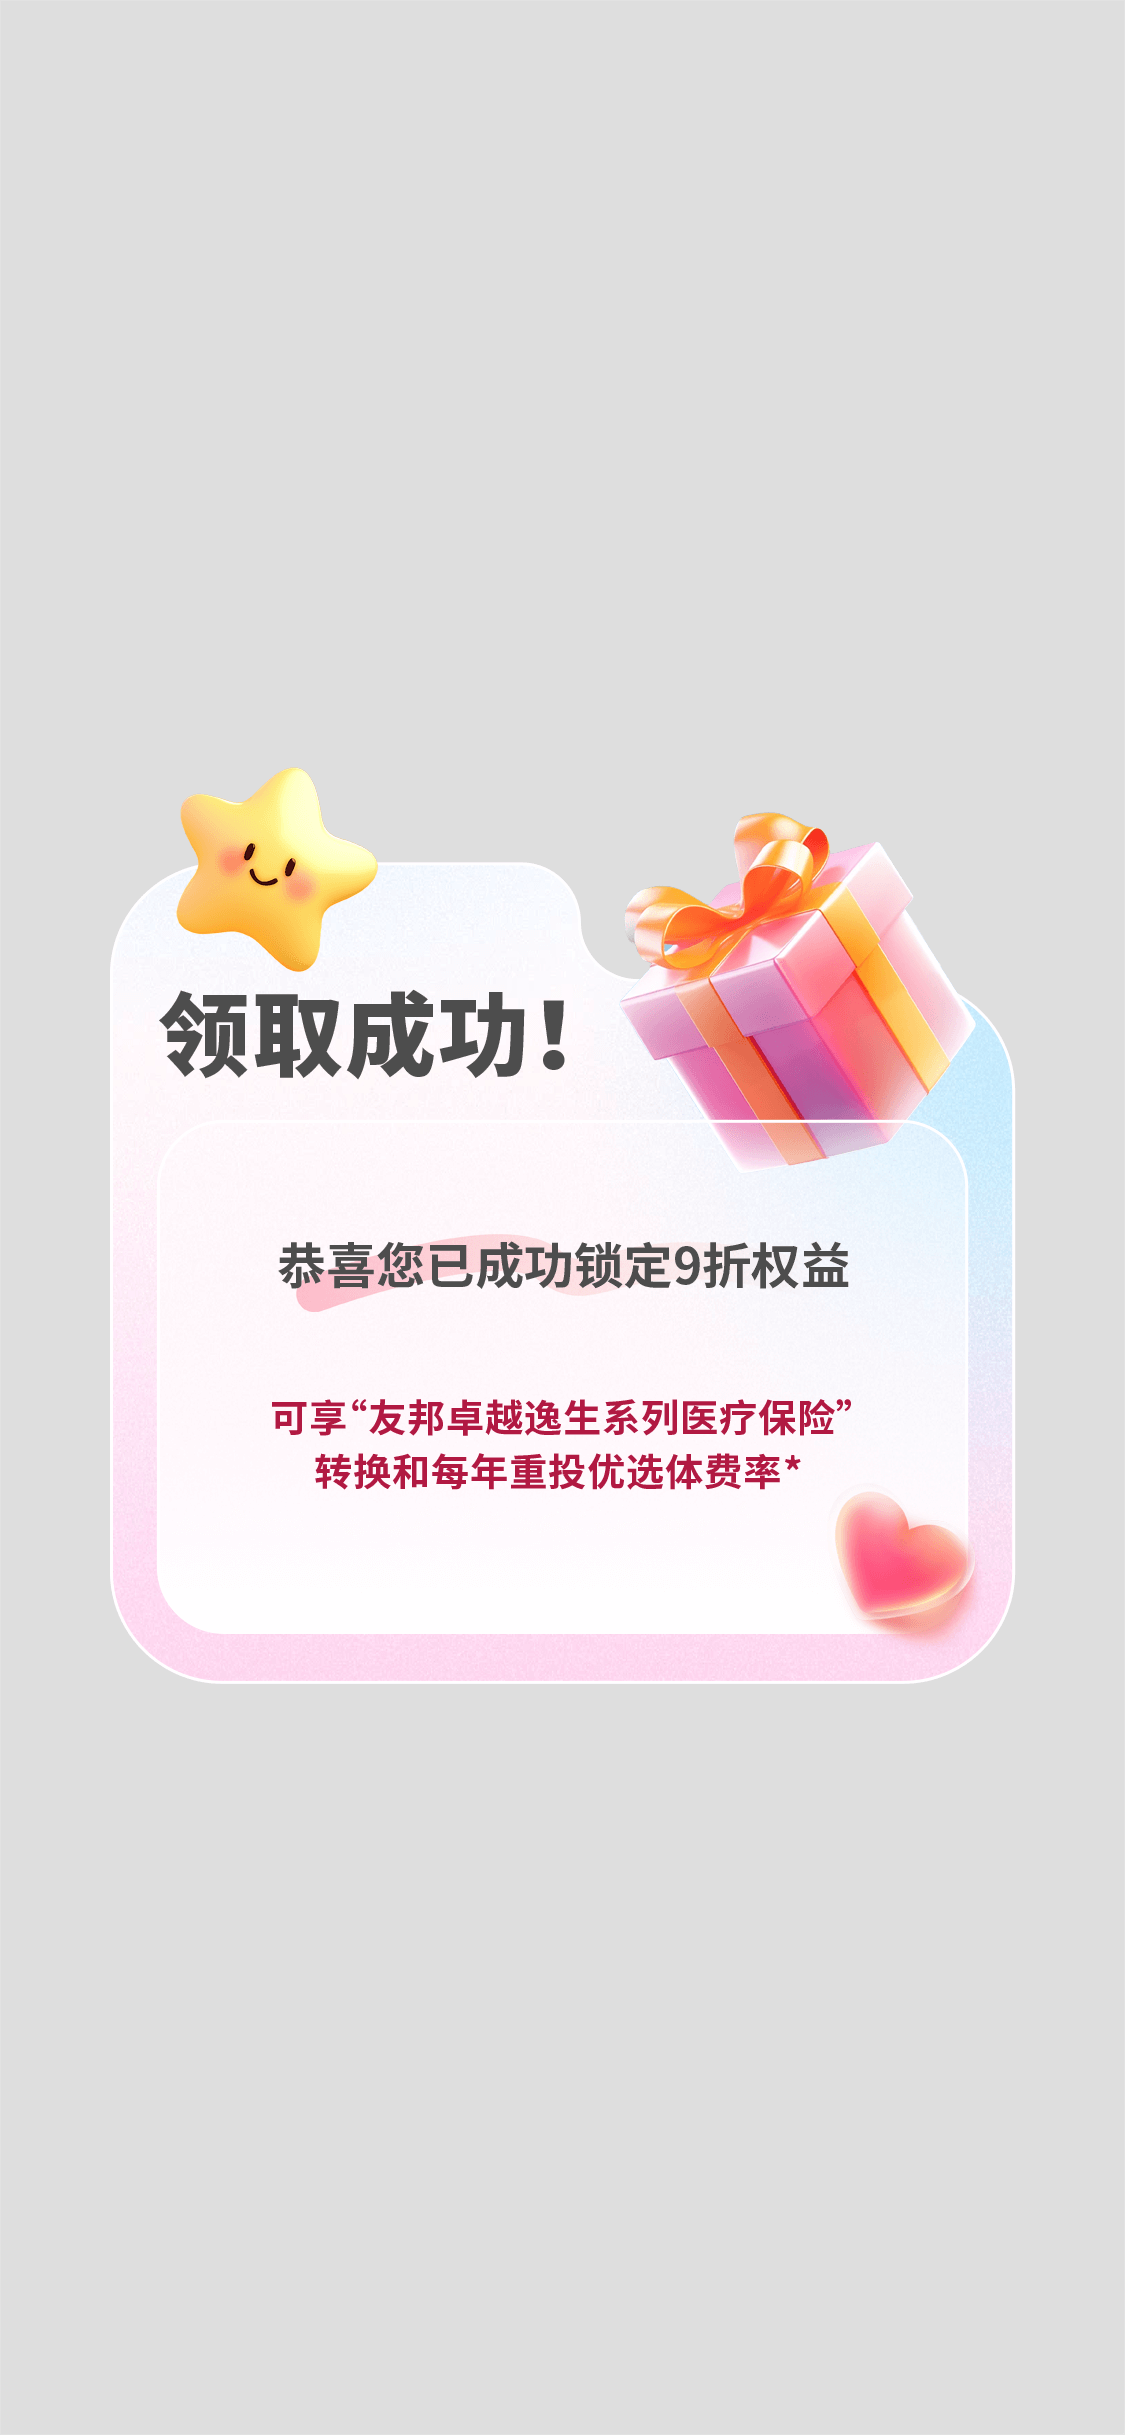 领取成功！
恭喜您已成功锁定9折权益
可享“友邦卓越逸生系列医疗保险”
转换和每年重投优选体费率*